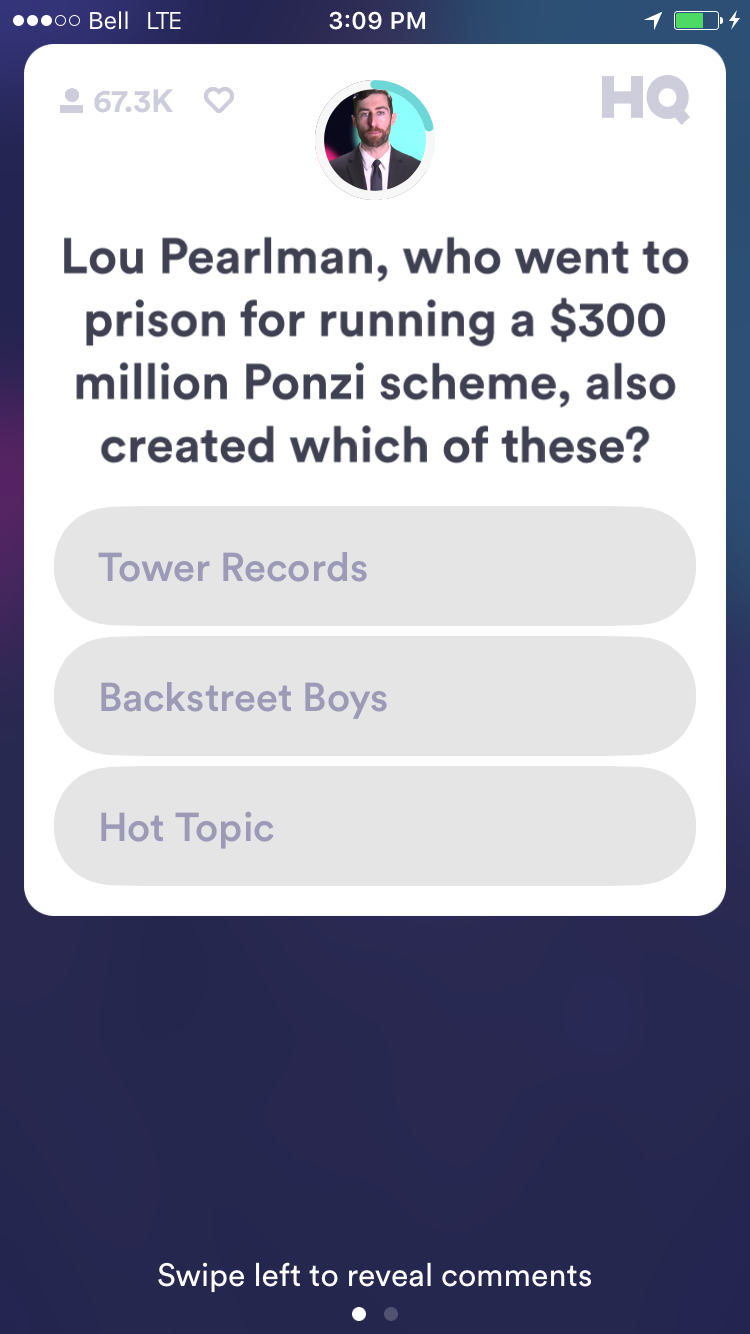 Bell LTE 3:09 PM
67.3K HQ
Lou Pearlman, who went to
prison for running a $300
million Ponzi scheme, also
created which of these?
Tower Records
Backstreet Boys
Hot Topic
Swipe left to reveal comments